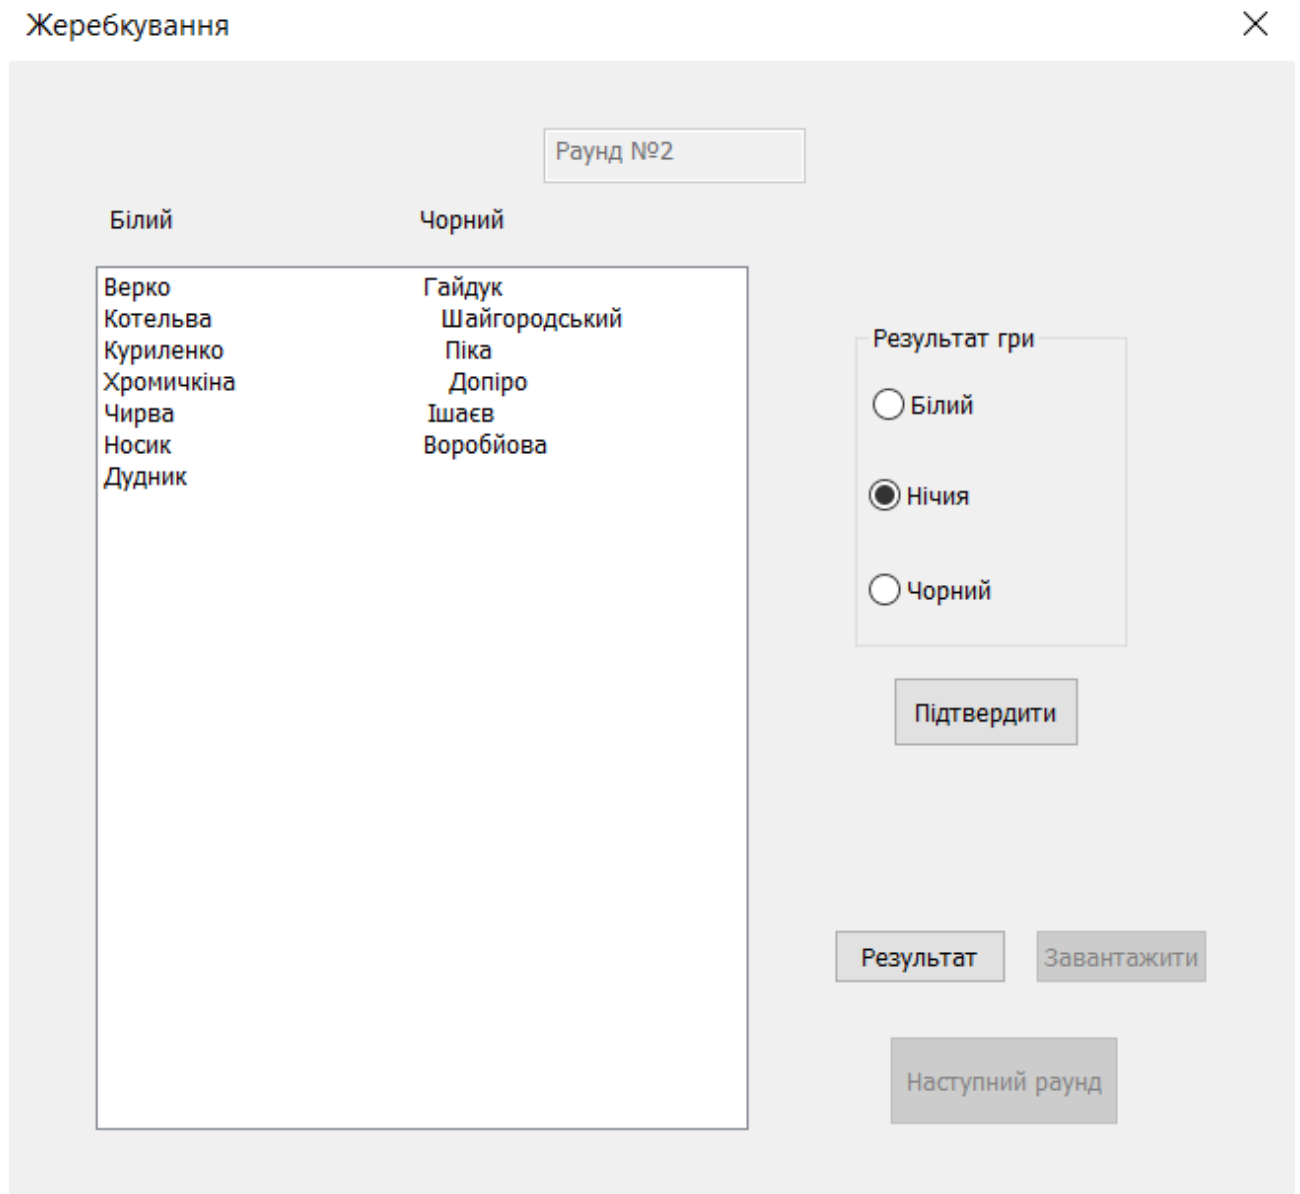 Жеребкування
Раунд №2
Білий Чорний
Верко Гайдук
Котельва Шайгородський
Куриленко Піка
Хромичкіна Допіро
Чирва Ішаєв
Носик Воробйова
Дудник
Результат гри
Білий
Нічия
Чорний
Підтвердити
Результат Завантажити
Наступний раунд